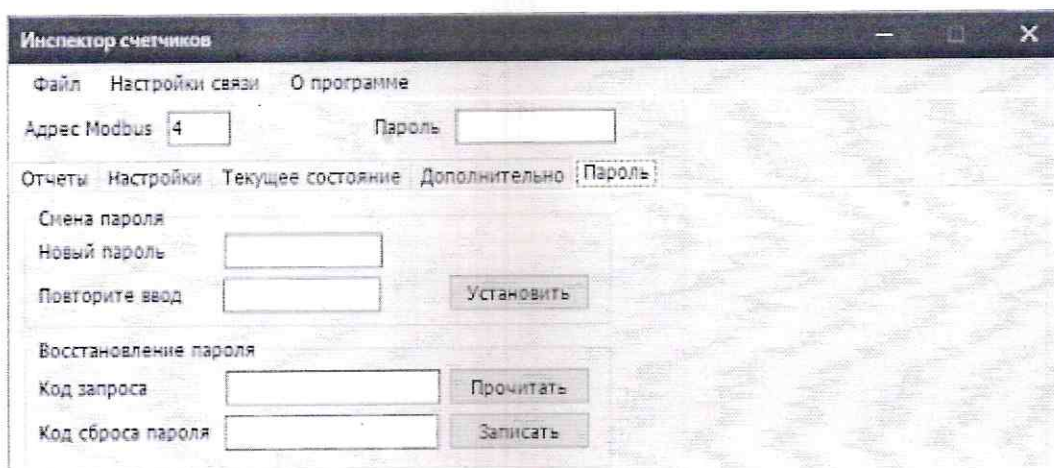 Инспектор счетчиков
Файл Настройки связи О программе
Адрес Modbus 4 Пароль
Отчеты Настройки Текущее состояние Дополнительно Пароль
Смена пароля
Новый пароль
Повторите ввод Установить
Восстановление пароля
Код запроса Прочитать
Код сброса пароля Записать